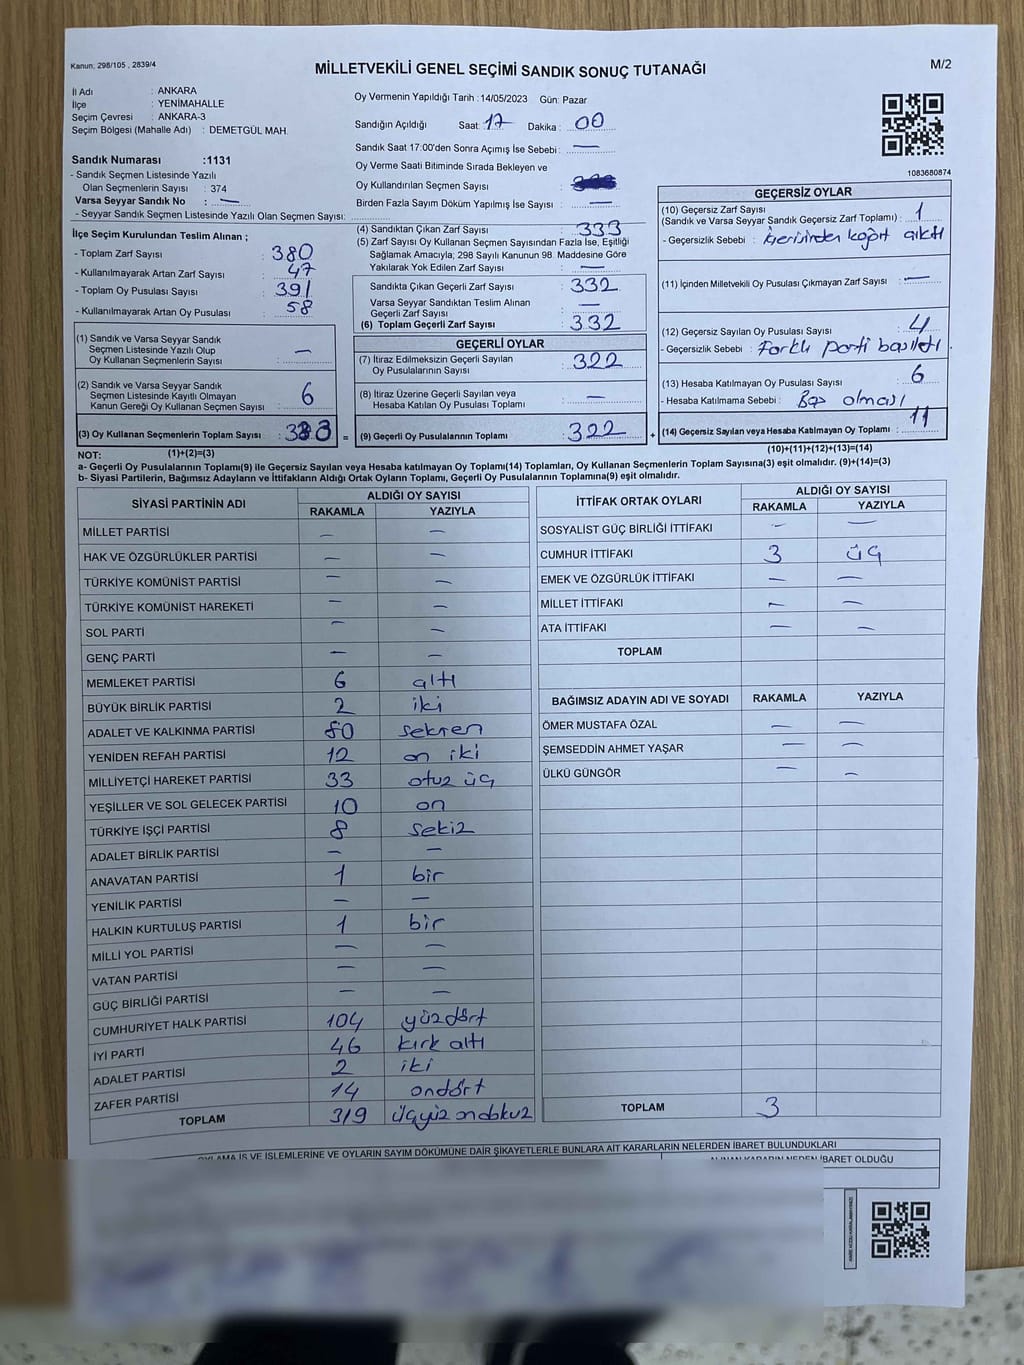 Kanun, 298/105 , 2839/4
MİLLETVEKİLİ GENEL SEÇİMİ SANDIK SONUÇ TUTANAĞI
M/2
İl Adı : ANKARA
İlçe : YENİMAHALLE
Seçim Çevresi : ANKARA-3
Seçim Bölgesi (Mahalle Adı) : DEMETGÜL MAH.
Sandık Numarası :1131
- Sandık Seçmen Listesinde Yazılı
Olan Seçmenlerin Sayısı : 374
Varsa Seyyar Sandık No : —
- Seyyar Sandık Seçmen Listesinde Yazılı Olan Seçmen Sayısı:
Oy Vermenin Yapıldığı Tarih :14/05/2023 Gün: Pazar
Sandığın Açıldığı Saat: 17 Dakika : 00
Sandık Saat 17:00'den Sonra Açımış İse Sebebi : —
Oy Verme Saati Bitiminde Sırada Bekleyen ve
Oy Kullandırılan Seçmen Sayısı :
Birden Fazla Sayım Döküm Yapılmış İse Sayısı : —
1083680874
İlçe Seçim Kurulundan Teslim Alınan ;
- Toplam Zarf Sayısı : 380
- Kullanılmayarak Artan Zarf Sayısı : 47
- Toplam Oy Pusulası Sayısı : 391
- Kullanılmayarak Artan Oy Pusulası : 58
(1) Sandık ve Varsa Seyyar Sandık
Seçmen Listesinde Yazılı Olup
Oy Kullanan Seçmenlerin Sayısı : —
(2) Sandık ve Varsa Seyyar Sandık
Seçmen Listesinde Kayıtlı Olmayan
Kanun Gereği Oy Kullanan Seçmen Sayısı : 6
(3) Oy Kullanan Seçmenlerin Toplam Sayısı : 333 =
(1)+(2)=(3)
(4) Sandıktan Çıkan Zarf Sayısı : 333
(5) Zarf Sayısı Oy Kullanan Seçmen Sayısından Fazla İse, Eşitliği
Sağlamak Amacıyla; 298 Sayılı Kanunun 98. Maddesine Göre
Yakılarak Yok Edilen Zarf Sayısı : —
Sandıkta Çıkan Geçerli Zarf Sayısı : 332
Varsa Seyyar Sandıktan Teslim Alınan
Geçerli Zarf Sayısı : —
(6) Toplam Geçerli Zarf Sayısı : 332
GEÇERLİ OYLAR
(7) İtiraz Edilmeksizin Geçerli Sayılan
Oy Pusulalarının Sayısı : 322
(8) İtiraz Üzerine Geçerli Sayılan veya
Hesaba Katılan Oy Pusulası Toplamı : —
(9) Geçerli Oy Pusulalarının Toplamı : 322 +
GEÇERSİZ OYLAR
(10) Geçersiz Zarf Sayısı
(Sandık ve Varsa Seyyar Sandık Geçersiz Zarf Toplamı) : 1
- Geçersizlik Sebebi : içerisinden kağıt çıktı
(11) İçinden Milletvekili Oy Pusulası Çıkmayan Zarf Sayısı : —
(12) Geçersiz Sayılan Oy Pusulası Sayısı : 4
- Geçersizlik Sebebi : Farklı parti
(13) Hesaba Katılmayan Oy Pusulası Sayısı : 6
- Hesaba Katılmama Sebebi : Boş olması
(14) Geçersiz Sayılan veya Hesaba Katılmayan Oy Toplamı : 11
(10)+(11)+(12)+(13)=(14)
NOT:
a- Geçerli Oy Pusulalarının Toplamı(9) ile Geçersiz Sayılan veya Hesaba katılmayan Oy Toplamı(14) Toplamları, Oy Kullanan Seçmenlerin Toplam Sayısına(3) eşit olmalıdır. (9)+(14)=(3)
b- Siyasi Partilerin, Bağımsız Adayların ve İttifakların Aldığı Ortak Oyların Toplamı, Geçerli Oy Pusulalarının Toplamına(9) eşit olmalıdır.
SİYASİ PARTİNİN ADI ALDIĞI OY SAYISI
RAKAMLA YAZIYLA
MİLLET PARTİSİ — —
HAK VE ÖZGÜRLÜKLER PARTİSİ — —
TÜRKİYE KOMÜNİST PARTİSİ — —
TÜRKİYE KOMÜNİST HAREKETİ — —
SOL PARTİ — —
GENÇ PARTİ — —
MEMLEKET PARTİSİ 6 altı
BÜYÜK BİRLİK PARTİSİ 2 iki
ADALET VE KALKINMA PARTİSİ 80 seksen
YENİDEN REFAH PARTİSİ 12 on iki
MİLLİYETÇİ HAREKET PARTİSİ 33 otuz üç
YEŞİLLER VE SOL GELECEK PARTİSİ 10 on
TÜRKİYE İŞÇİ PARTİSİ 8 sekiz
ADALET BİRLİK PARTİSİ — —
ANAVATAN PARTİSİ 1 bir
YENİLİK PARTİSİ — —
HALKIN KURTULUŞ PARTİSİ 1 bir
MİLLİ YOL PARTİSİ — —
VATAN PARTİSİ — —
GÜÇ BİRLİĞİ PARTİSİ — —
CUMHURİYET HALK PARTİSİ 104 yüzdört
İYİ PARTİ 46 kırk altı
ADALET PARTİSİ 2 iki
ZAFER PARTİSİ 14 ondört
TOPLAM 319 üçyüz ondokuz
İTTİFAK ORTAK OYLARI ALDIĞI OY SAYISI
RAKAMLA YAZIYLA
SOSYALİST GÜÇ BİRLİĞİ İTTİFAKI — —
CUMHUR İTTİFAKI 3 üç
EMEK VE ÖZGÜRLÜK İTTİFAKI — —
MİLLET İTTİFAKI — —
ATA İTTİFAKI — —
TOPLAM
BAĞIMSIZ ADAYIN ADI VE SOYADI RAKAMLA YAZIYLA
ÖMER MUSTAFA ÖZAL — —
ŞEMSEDDİN AHMET YAŞAR — —
ÜLKÜ GÜNGÖR — —
TOPLAM 3
OYLAMA İŞ VE İŞLEMLERİNE VE OYLARIN SAYIM DÖKÜMÜNE DAİR ŞİKAYETLERLE BUNLARA AİT KARARLARIN NELERDEN İBARET BULUNDUKLARI
ALINAN KARARIN NEDEN İBARET OLDUĞU